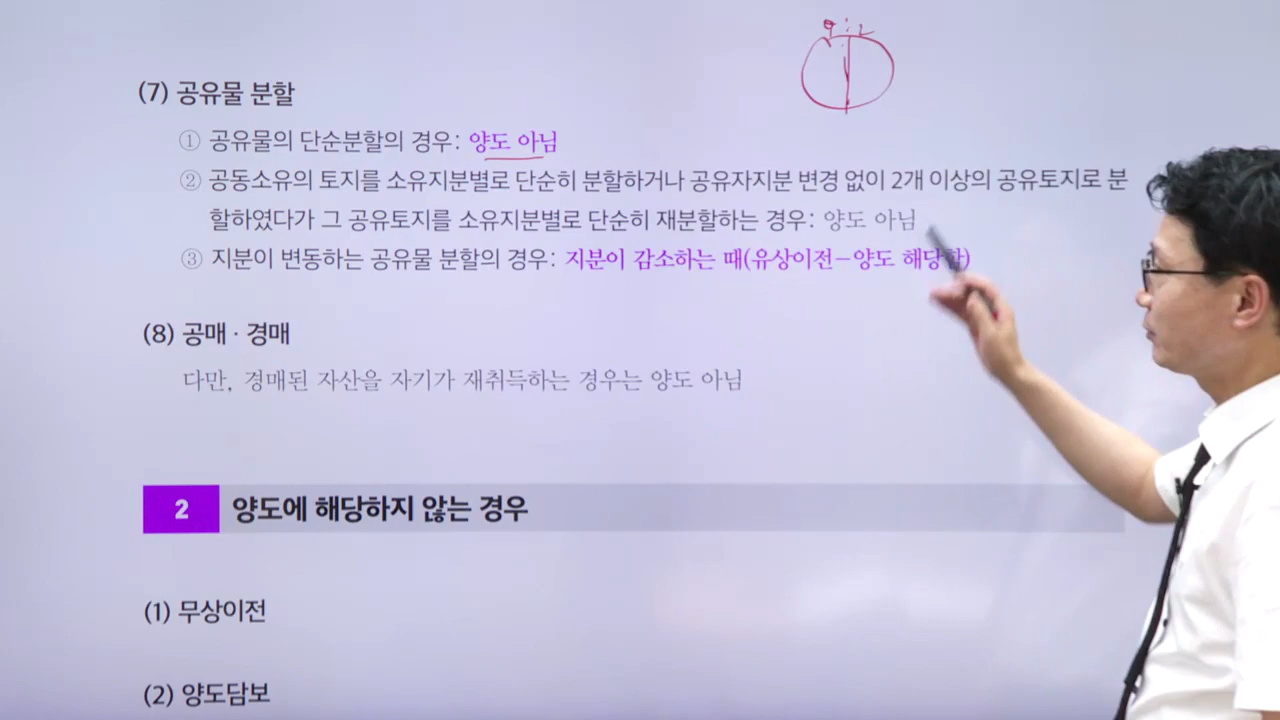 (7) 공유물 분할
① 공유물의 단순분할의 경우: 양도 아님
② 공동소유의 토지를 소유지분별로 단순히 분할하거나 공유자지분 변경 없이 2개 이상의 공유토지로 분
할하였다가 그 공유토지를 소유지분별로 단순히 재분할하는 경우: 양도 아님
③ 지분이 변동하는 공유물 분할의 경우: 지분이 감소하는 때(유상이전–양도 해당함)
(8) 공매 · 경매
다만, 경매된 자산을 자기가 재취득하는 경우는 양도 아님
2 양도에 해당하지 않는 경우
(1) 무상이전
(2) 양도담보